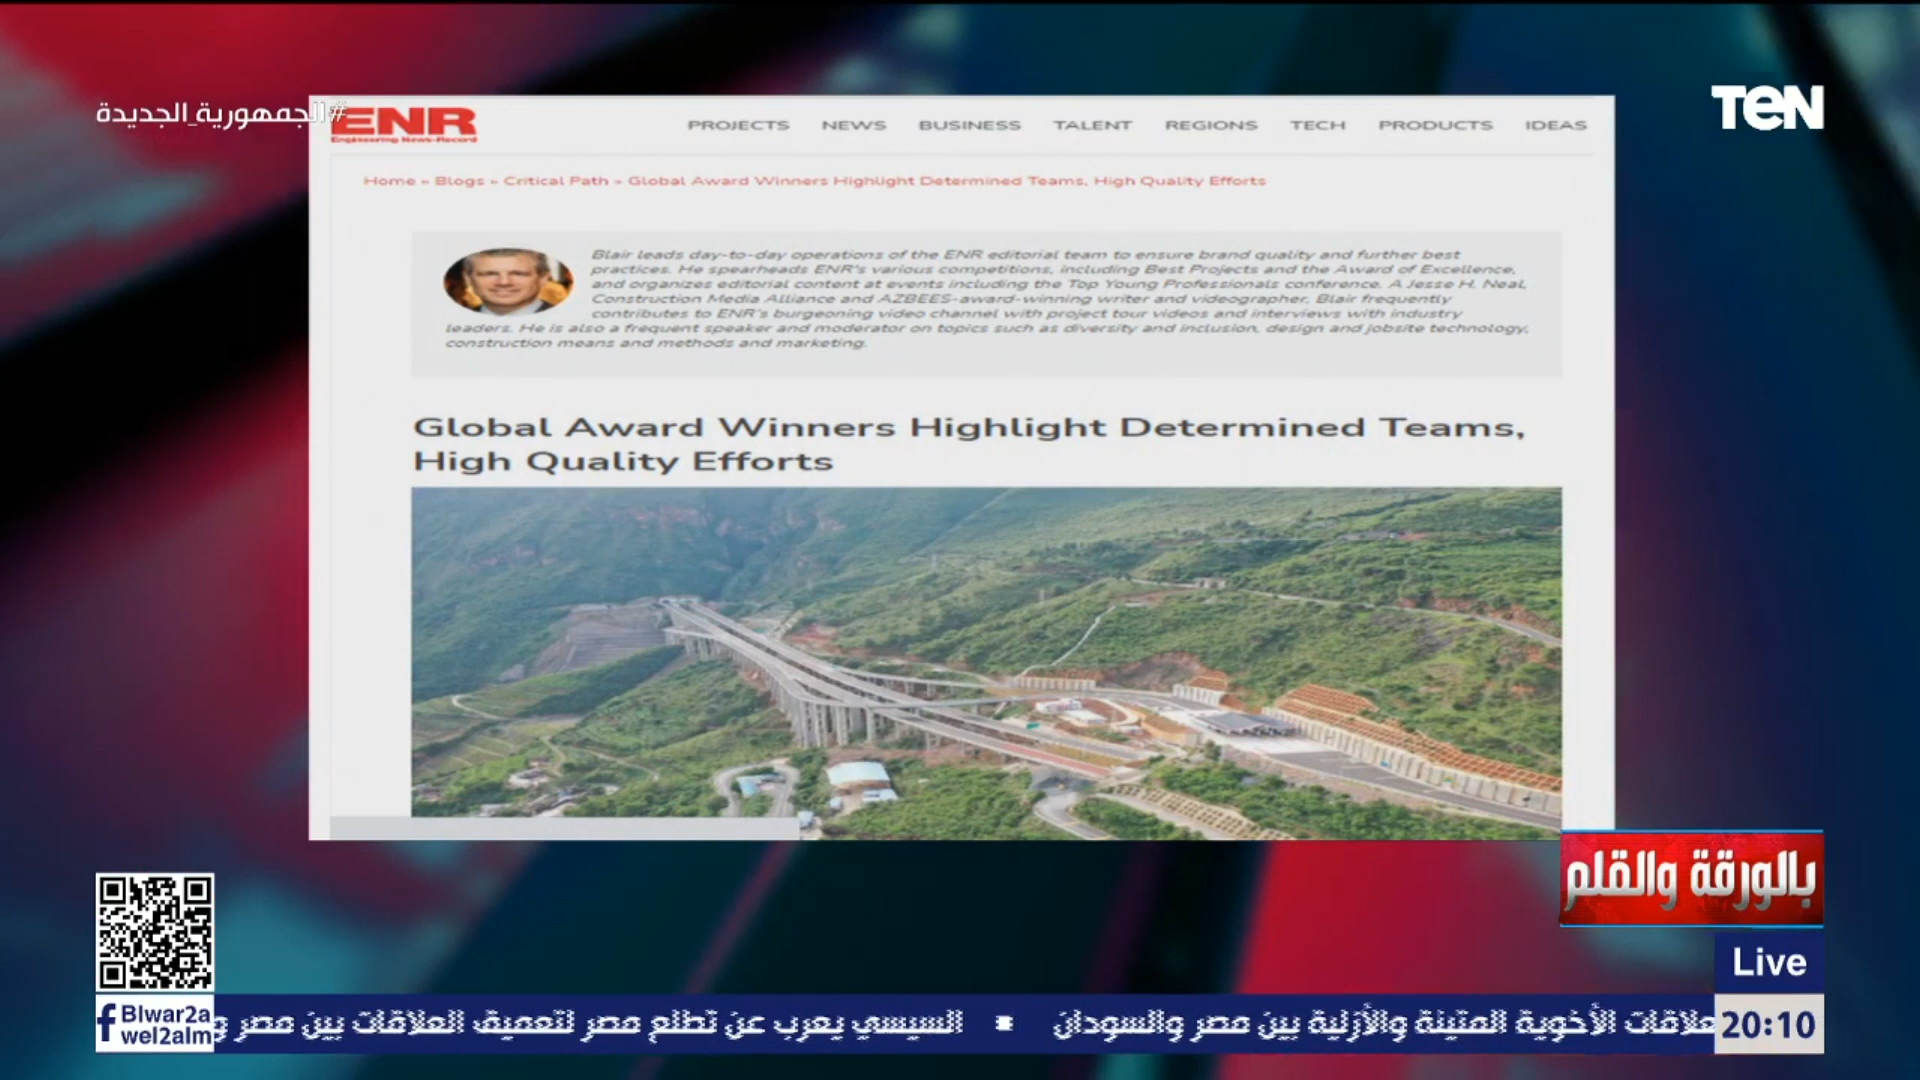 #الجمهورية_الجديدة
TeN
ENR
Engineering News-Record
PROJECTS NEWS BUSINESS TALENT REGIONS TECH PRODUCTS IDEAS
Home » Blogs » Critical Path » Global Award Winners Highlight Determined Teams, High Quality Efforts
Blair leads day-to-day operations of the ENR editorial team to ensure brand quality and further best
practices. He spearheads ENR's various competitions, including Best Projects and the Award of Excellence,
and organizes editorial content at events including the Top Young Professionals conference. A Jesse H. Neal,
Construction Media Alliance and AZBEES-award-winning writer and videographer, Blair frequently
contributes to ENR's burgeoning video channel with project tour videos and interviews with industry
leaders. He is also a frequent speaker and moderator on topics such as diversity and inclusion, design and jobsite technology,
construction means and methods and marketing.
Global Award Winners Highlight Determined Teams,
High Quality Efforts
بالورقة والقلم
Live
20:10
علاقات الأخوية المتينة والأزلية بين مصر والسودان ■ السيسي يعرب عن تطلع مصر لتعميق العلاقات بين مصر و
f Blwar2a
wel2alm